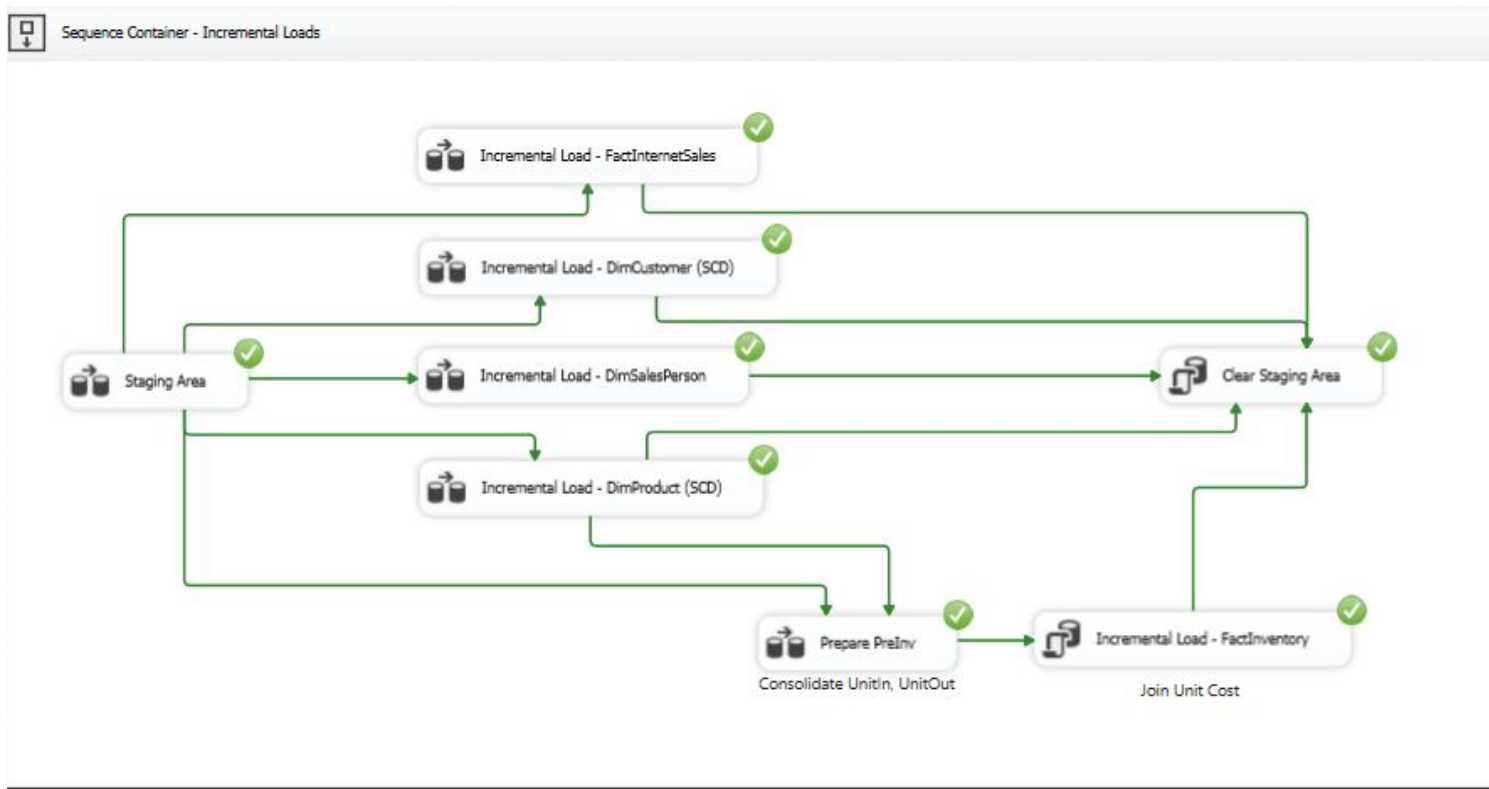 Sequence Container - Incremental Loads
Incremental Load - FactInternetSales
Incremental Load - DimCustomer (SCD)
Staging Area
Incremental Load - DimSalesPerson
Clear Staging Area
Incremental Load - DimProduct (SCD)
Prepare PreInv
Incremental Load - FactInventory
Consolidate UnitIn, UnitOut
Join Unit Cost